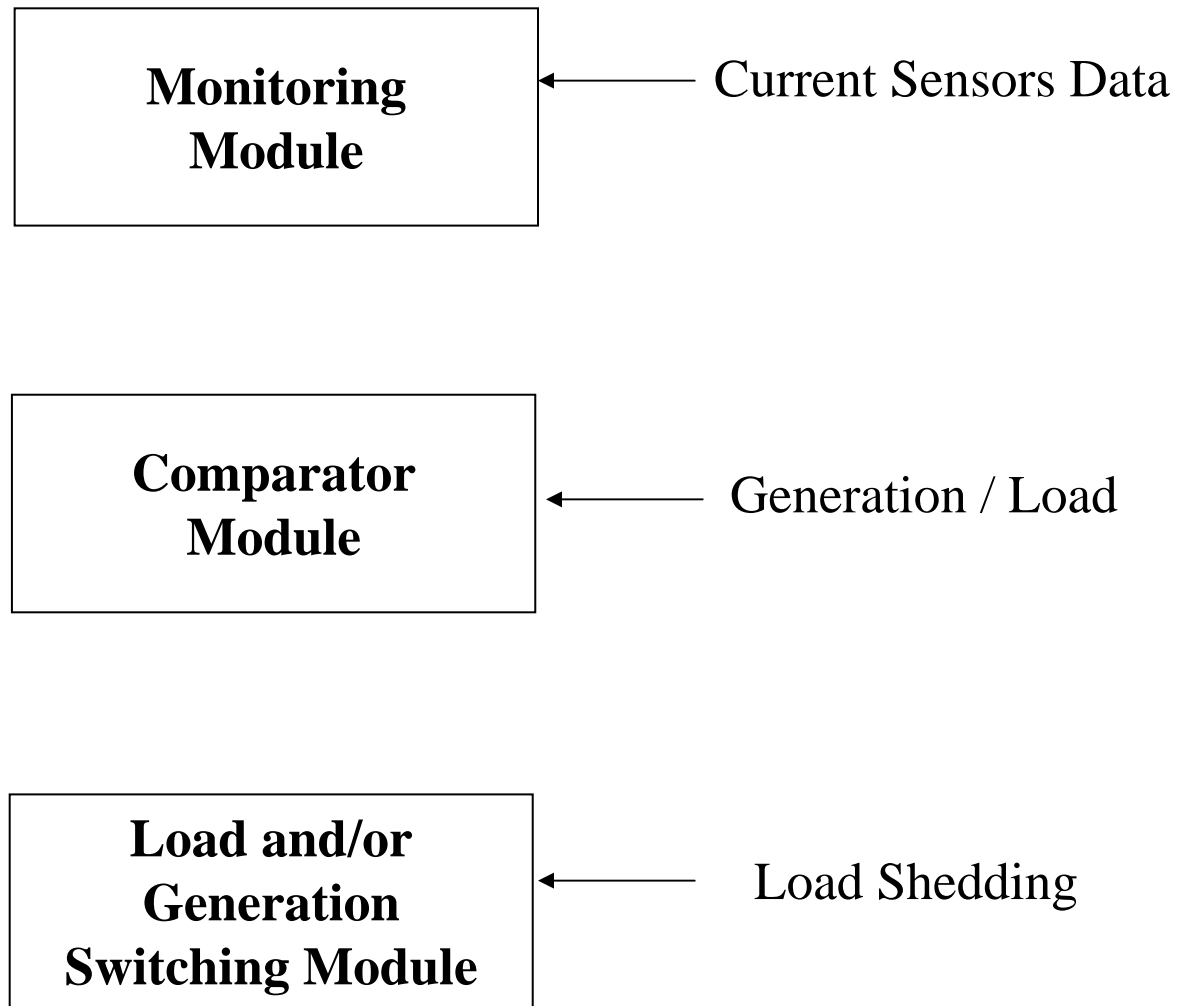 Monitoring
Module
Current Sensors Data
Comparator
Module
Generation / Load
Load and/or
Generation
Switching Module
Load Shedding